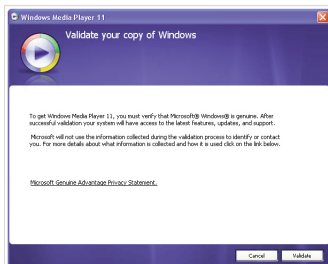 Windows Media Player 11
Validate your copy of Windows
To get Windows Media Player 11, you must verify that Microsoft® Windows® is genuine. After
successful validation your system will have access to the latest features, updates, and support.
Microsoft will not use the information collected during the validation process to identify or contact
you. For more details about what information is collected and how it is used click on the link below.
Microsoft Genuine Advantage Privacy Statement.
Cancel Validate